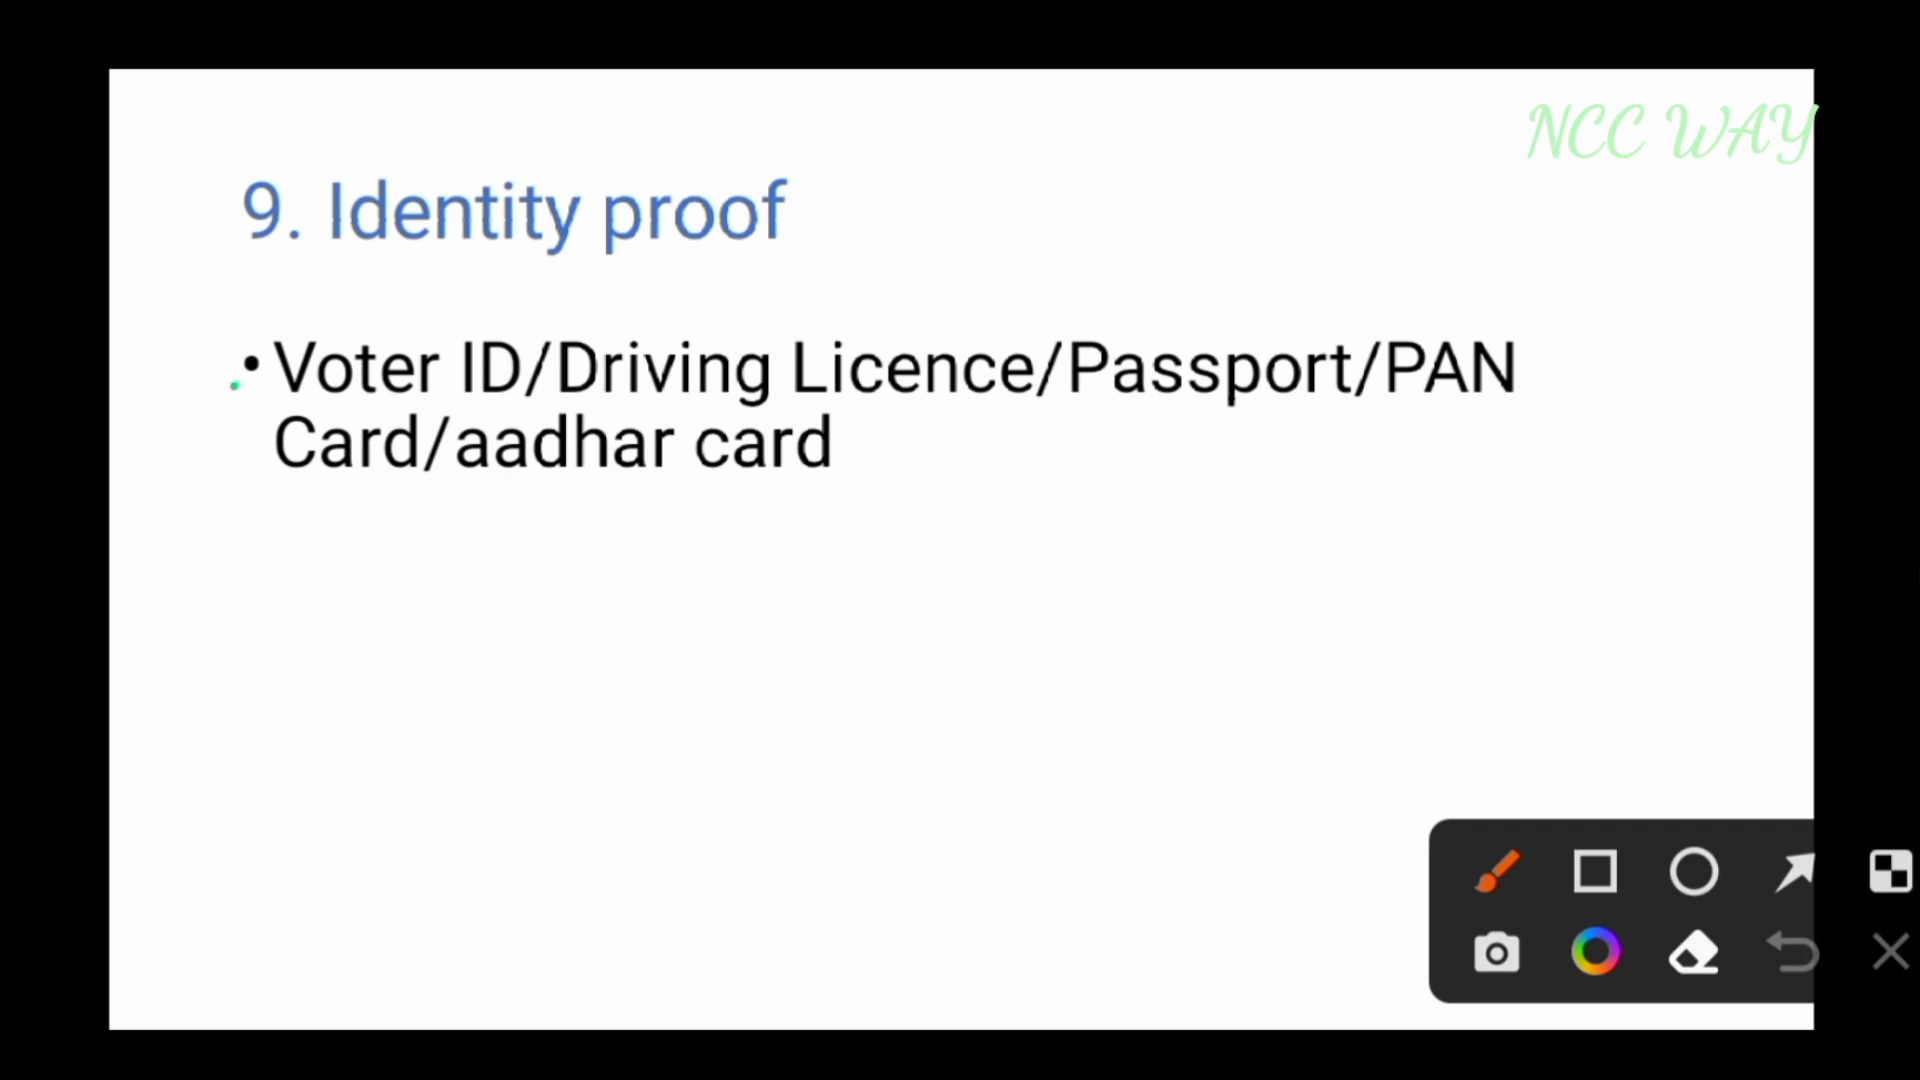 NCC WAY
9. Identity proof
• Voter ID/Driving Licence/Passport/PAN
Card/aadhar card